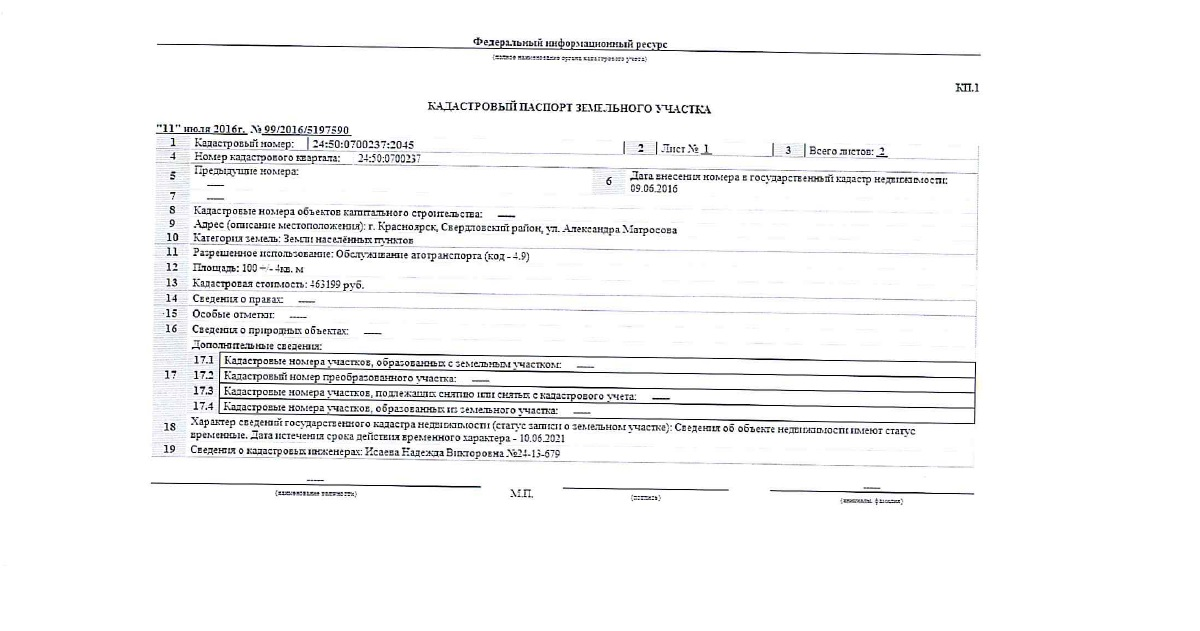 Федеральный информационный ресурс
(полное наименование органа кадастрового учета)
КП.1
КАДАСТРОВЫЙ ПАСПОРТ ЗЕМЕЛЬНОГО УЧАСТКА
"11" июля 2016г. № 99/2016/5197590
1 Кадастровый номер: 24:50:0700237:2045 2 Лист № 1 3 Всего листов: 2
4 Номер кадастрового квартала: 24:50:0700237
5 Предыдущие номера: 6 Дата внесения номера в государственный кадастр недвижимости:
09.06.2016
7
8 Кадастровые номера объектов капитального строительства:
9 Адрес (описание местоположения): г. Красноярск, Свердловский район, ул. Александра Матросова
10 Категория земель: Земли населённых пунктов
11 Разрешенное использование: Обслуживание атотранспорта (код - 4.9)
12 Площадь: 100 +/- 4кв. м
13 Кадастровая стоимость: 463199 руб.
14 Сведения о правах:
15 Особые отметки:
16 Сведения о природных объектах:
Дополнительные сведения:
17
17.1 Кадастровые номера участков, образованных с земельным участком:
17.2 Кадастровый номер преобразованного участка:
17.3 Кадастровые номера участков, подлежащих снятию или снятых с кадастрового учета:
17.4 Кадастровые номера участков, образованных из земельного участка:
18 Характер сведений государственного кадастра недвижимости (статус записи о земельном участке): Сведения об объекте недвижимости имеют статус
временные. Дата истечения срока действия временного характера - 10.06.2021
19 Сведения о кадастровых инженерах: Исаева Надежда Викторовна №24-13-679
(наименование должности) М.П. (подпись) (инициалы, фамилия)